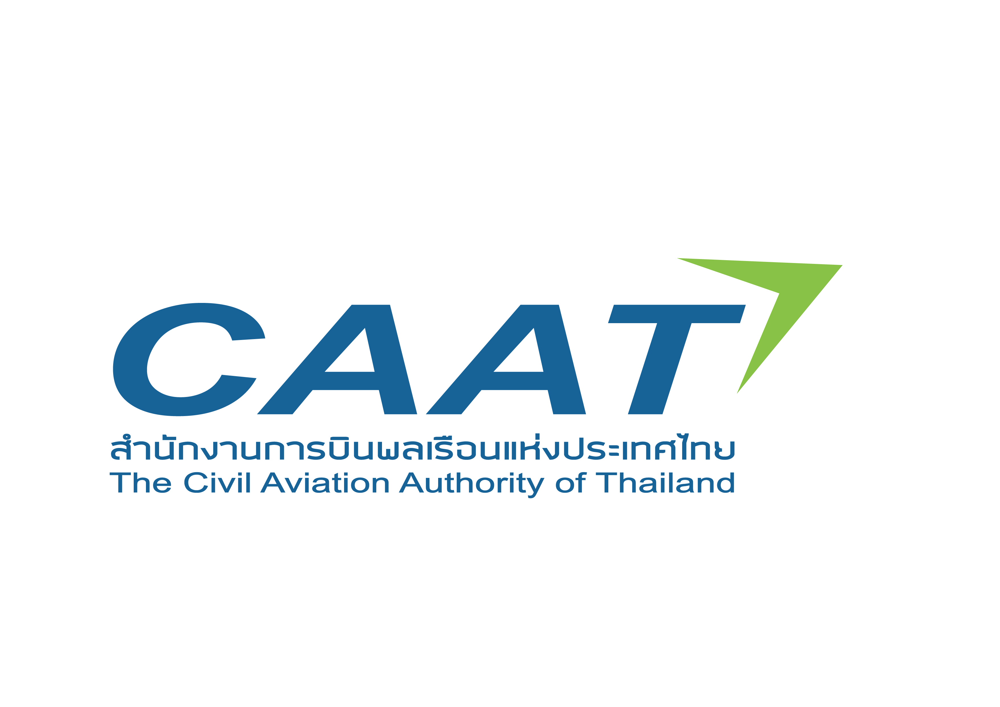 CAAT
สำนักงานการบินพลเรือนแห่งประเทศไทย
The Civil Aviation Authority of Thailand